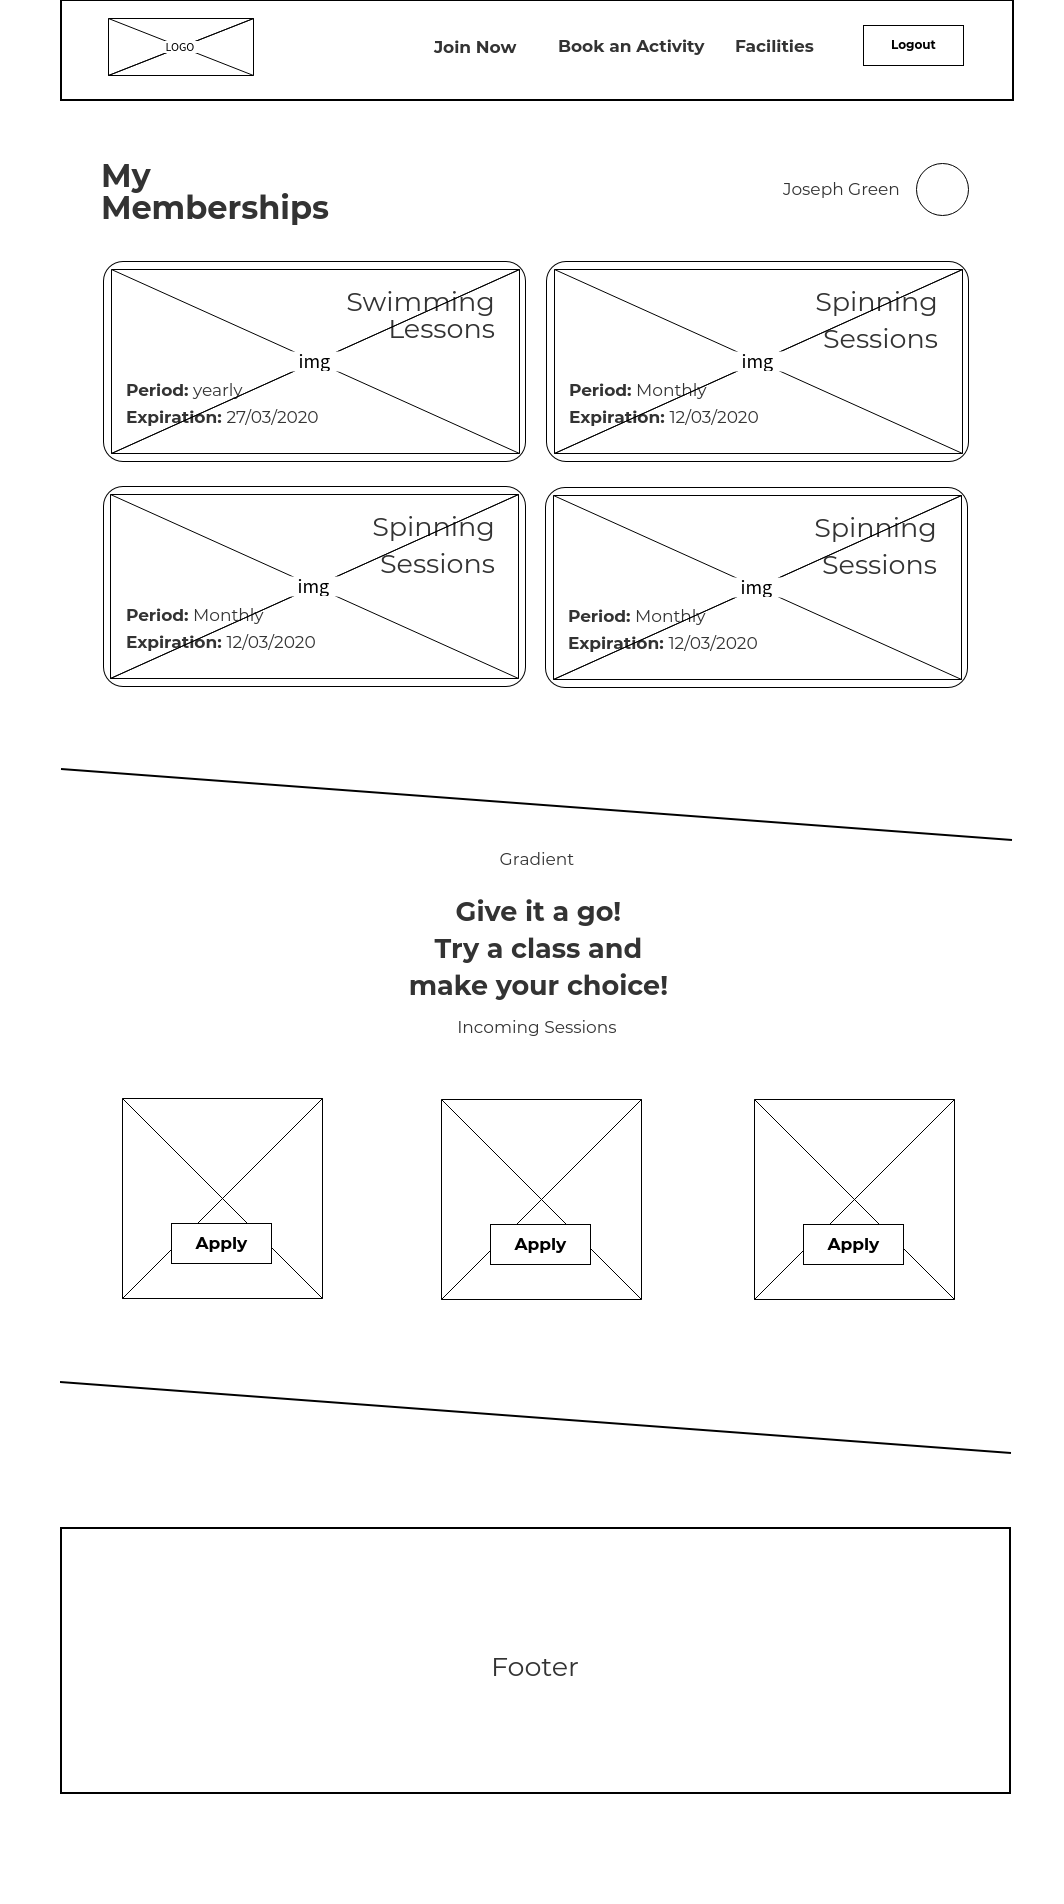 LOGO
Join Now
Book an Activity
Facilities
Logout
My
Memberships
Joseph Green
Swimming
Lessons
img
Period: yearly
Expiration: 27/03/2020
Spinning
Sessions
img
Period: Monthly
Expiration: 12/03/2020
Spinning
Sessions
img
Period: Monthly
Expiration: 12/03/2020
Spinning
Sessions
img
Period: Monthly
Expiration: 12/03/2020
Gradient
Give it a go!
Try a class and
make your choice!
Incoming Sessions
Apply
Apply
Apply
Footer